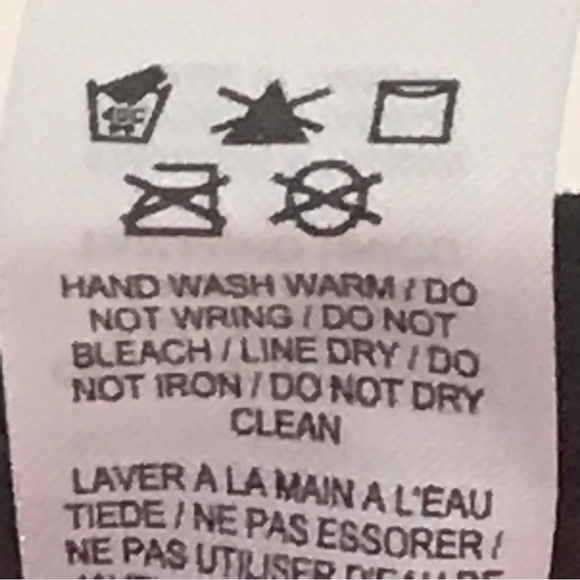 HAND WASH WARM / DO
NOT WRING / DO NOT
BLEACH / LINE DRY / DO
NOT IRON / DO NOT DRY
CLEAN
LAVER A LA MAIN A L'EAU
TIEDE / NE PAS ESSORER /
NE PAS UTILISER